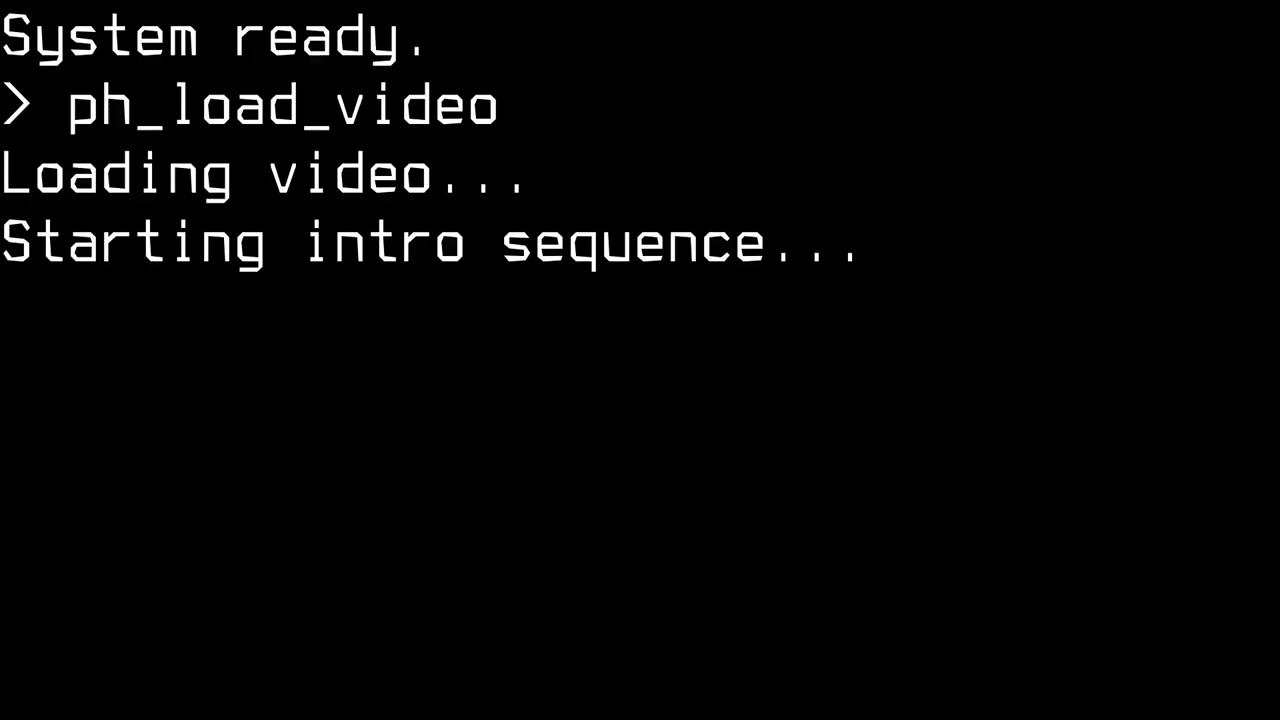 System ready.
> ph_load_video
Loading video...
Starting intro sequence...